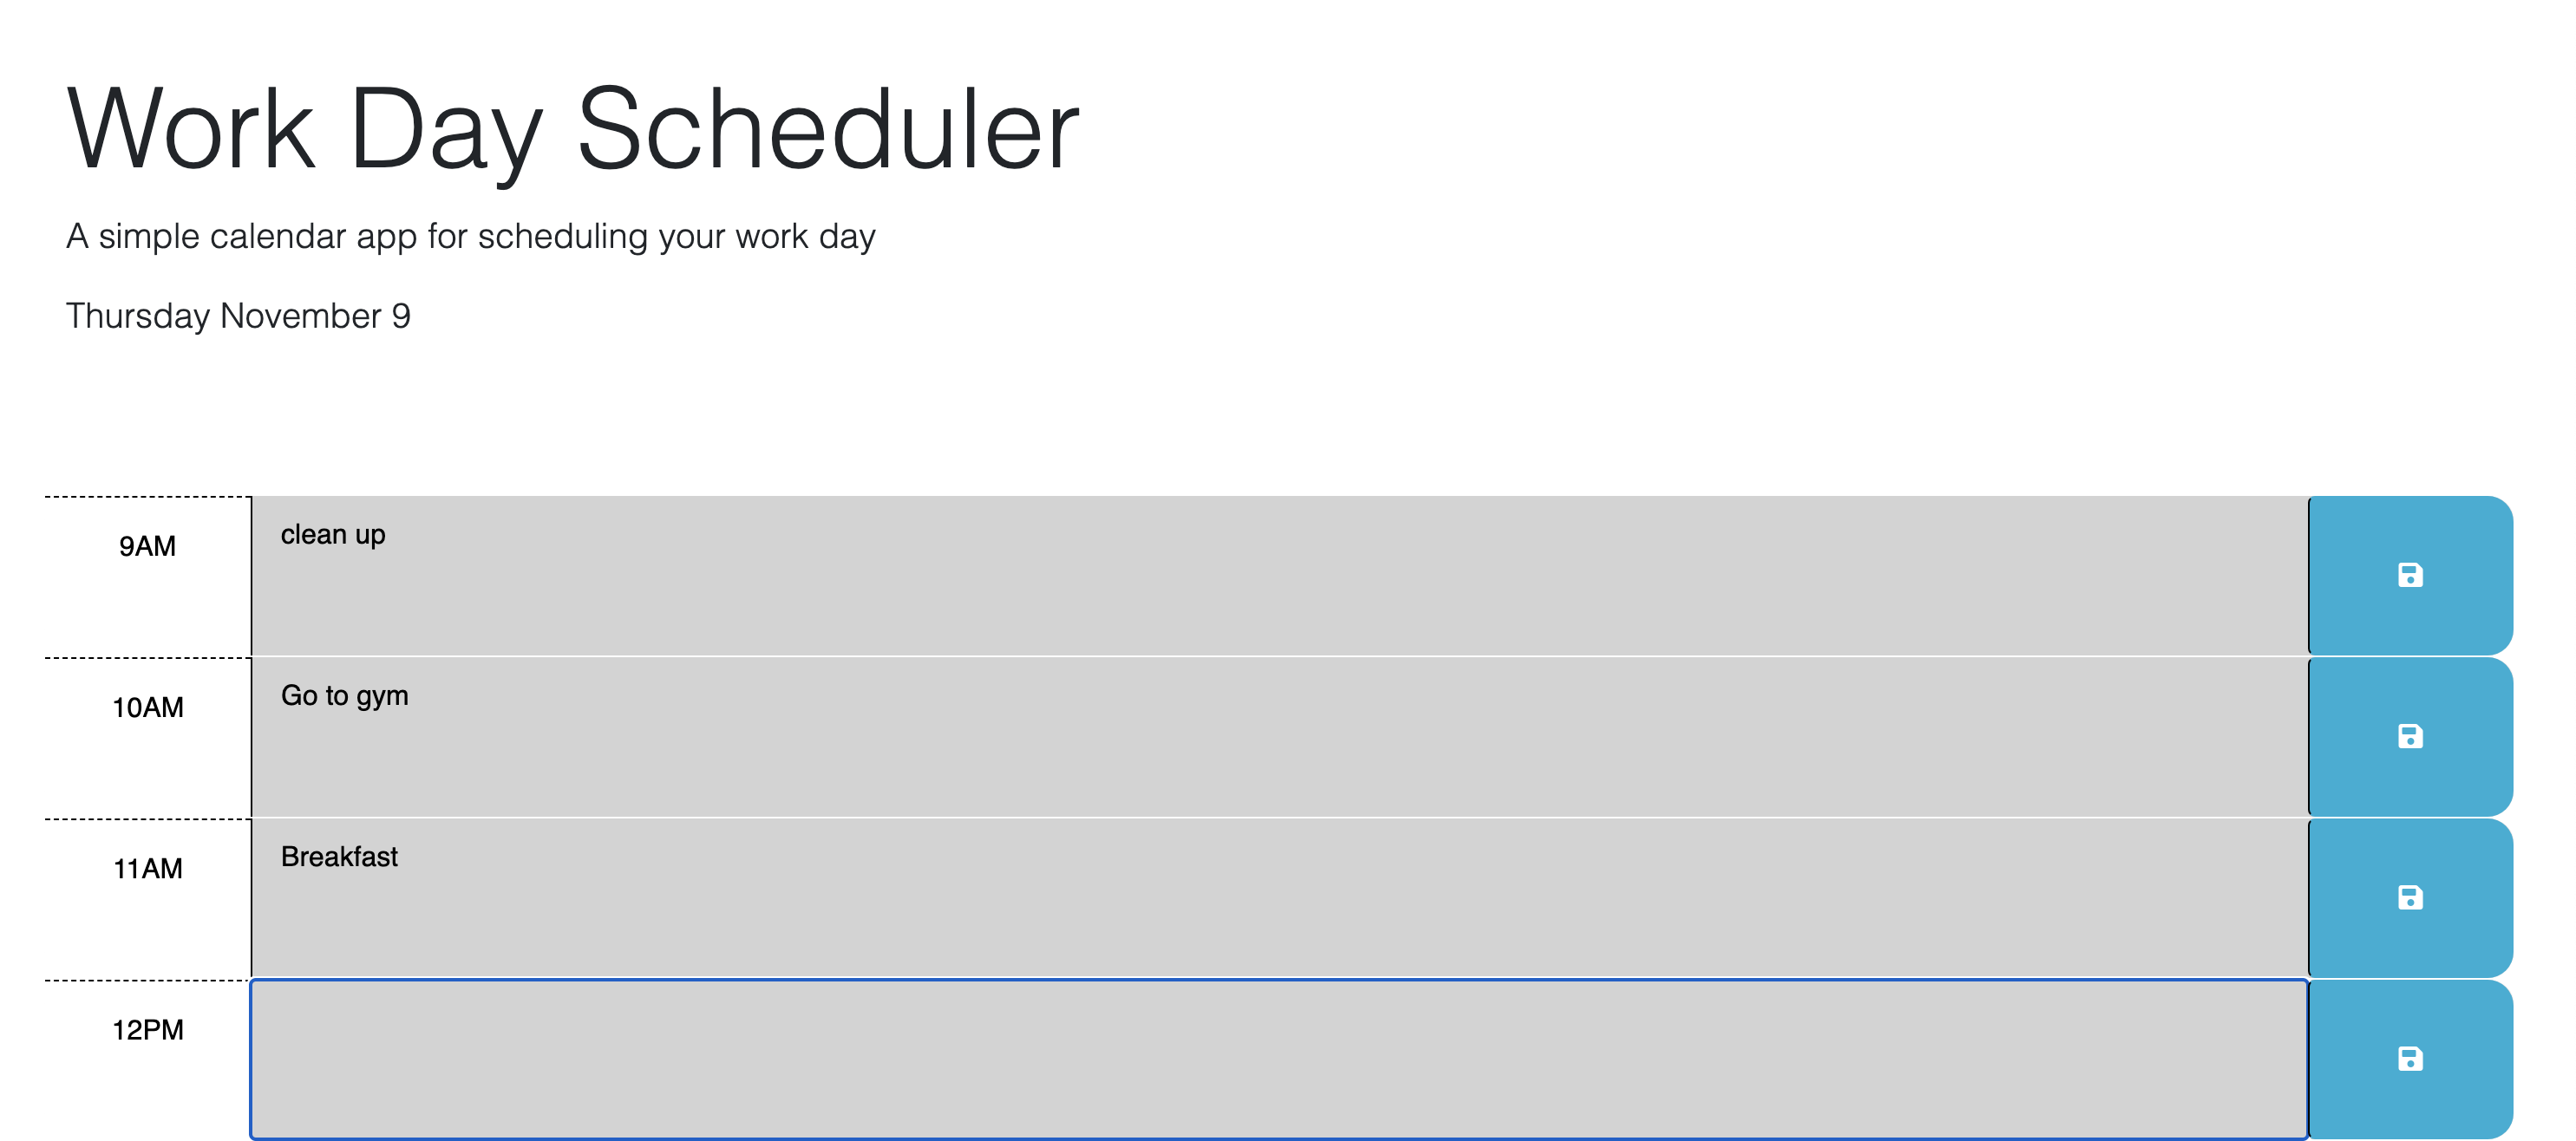 Work Day Scheduler
A simple calendar app for scheduling your work day
Thursday November 9
9AM
clean up
10AM
Go to gym
11AM
Breakfast
12PM